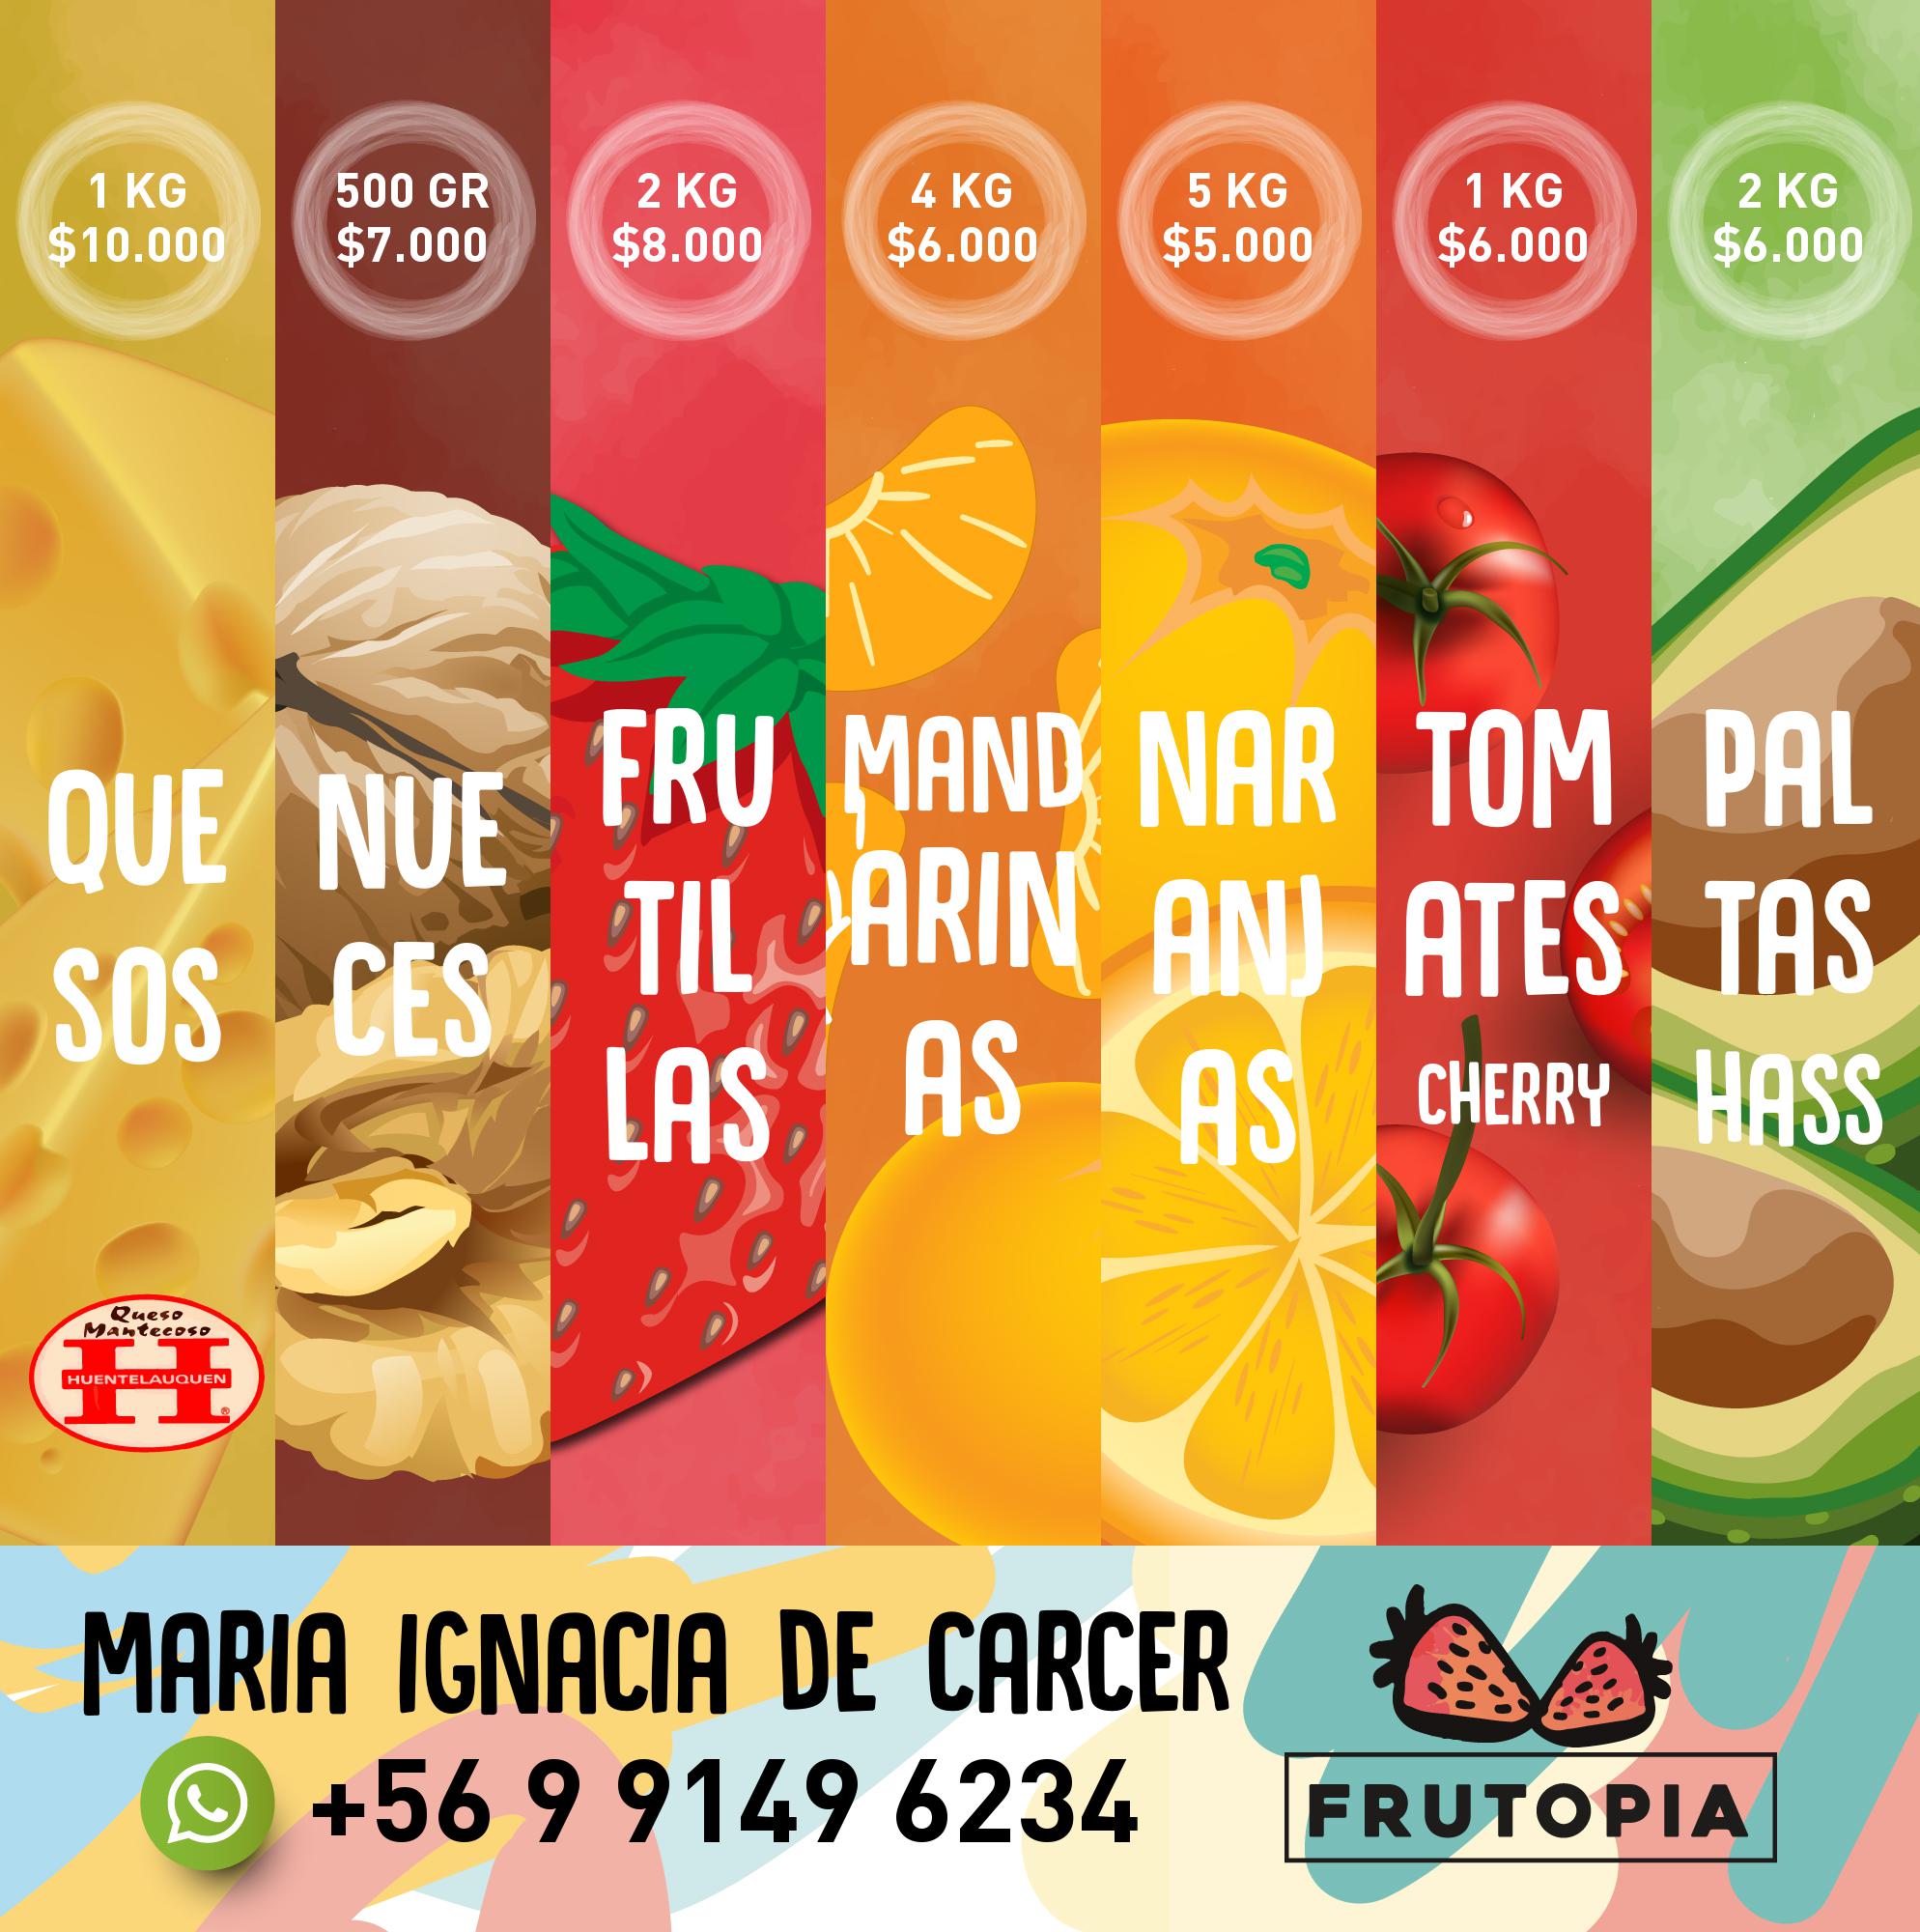 1 KG
$10.000
QUE
SOS
Queso
Mantecoso
HUENTELAUQUEN
®
500 GR
$7.000
NUE
CES
2 KG
$8.000
FRU
TIL
LAS
4 KG
$6.000
MAND
ARIN
AS
5 KG
$5.000
NAR
ANJ
AS
1 KG
$6.000
TOM
ATES
CHERRY
2 KG
$6.000
PAL
TAS
HASS
MARIA IGNACIA DE CARCER
+56 9 9149 6234
FRUTOPIA